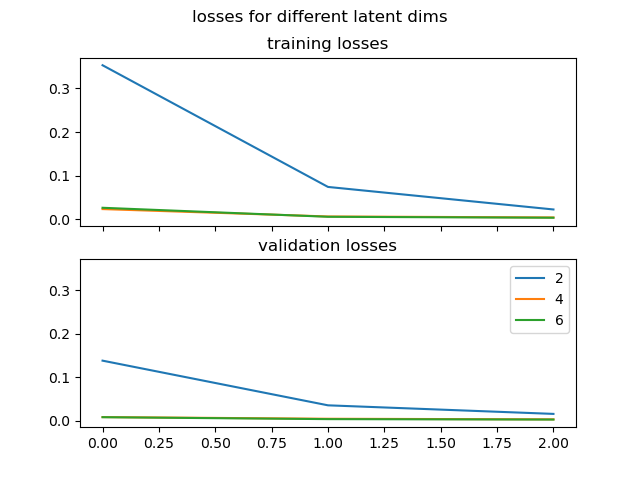 losses for different latent dims
training losses
0.3
0.2
0.1
0.0
validation losses
0.3
0.2
0.1
0.0
2
4
6
0.00 0.25 0.50 0.75 1.00 1.25 1.50 1.75 2.00